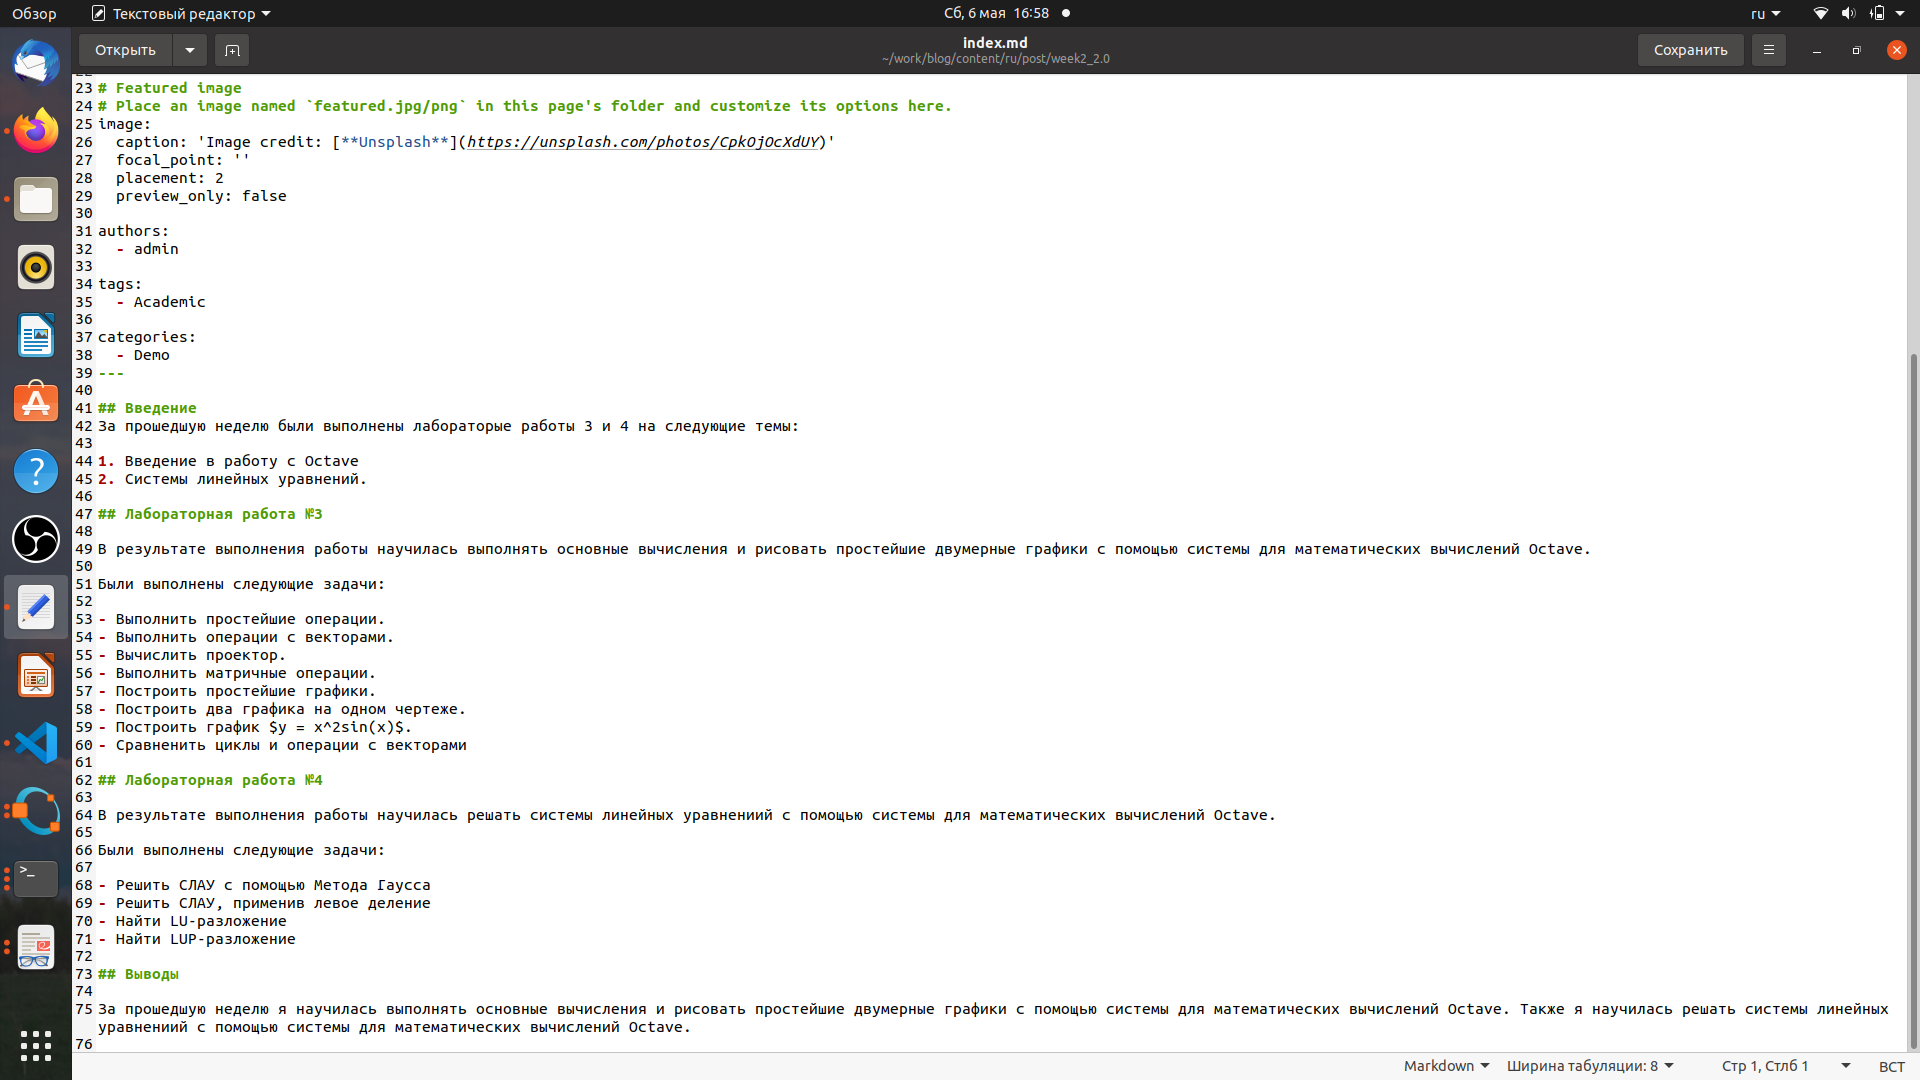 Обзор Текстовый редактор Сб, 6 мая 16:58 ru
Открыть index.md Сохранить
~/work/blog/content/ru/post/week2_2.0
23 # Featured image
24 # Place an image named `featured.jpg/png` in this page's folder and customize its options here.
25 image:
26   caption: 'Image credit: [**Unsplash**](https://unsplash.com/photos/CpkOjOcXdUY)'
27   focal_point: ''
28   placement: 2
29   preview_only: false
30
31 authors:
32   - admin
33
34 tags:
35   - Academic
36
37 categories:
38   - Demo
39 ---
40
41 ## Введение
42 За прошедшую неделю были выполнены лабораторые работы 3 и 4 на следующие темы:
43
44 1. Введение в работу с Octave
45 2. Системы линейных уравнений.
46
47 ## Лабораторная работа №3
48
49 В результате выполнения работы научилась выполнять основные вычисления и рисовать простейшие двумерные графики с помощью системы для математических вычислений Octave.
50
51 Были выполнены следующие задачи:
52
53 - Выполнить простейшие операции.
54 - Выполнить операции с векторами.
55 - Вычислить проектор.
56 - Выполнить матричные операции.
57 - Построить простейшие графики.
58 - Построить два графика на одном чертеже.
59 - Построить график $y = x^2sin(x)$.
60 - Сравненить циклы и операции с векторами
61
62 ## Лабораторная работа №4
63
64 В результате выполнения работы научилась решать системы линейных уравнениий с помощью системы для математических вычислений Octave.
65
66 Были выполнены следующие задачи:
67
68 - Решить СЛАУ с помощью Метода Гаусса
69 - Решить СЛАУ, применив левое деление
70 - Найти LU-разложение
71 - Найти LUP-разложение
72
73 ## Выводы
74
75 За прошедшую неделю я научилась выполнять основные вычисления и рисовать простейшие двумерные графики с помощью системы для математических вычислений Octave. Также я научилась решать системы линейных
уравнениий с помощью системы для математических вычислений Octave.
76
Markdown Ширина табуляции: 8 Стр 1, Стлб 1 ВСТ